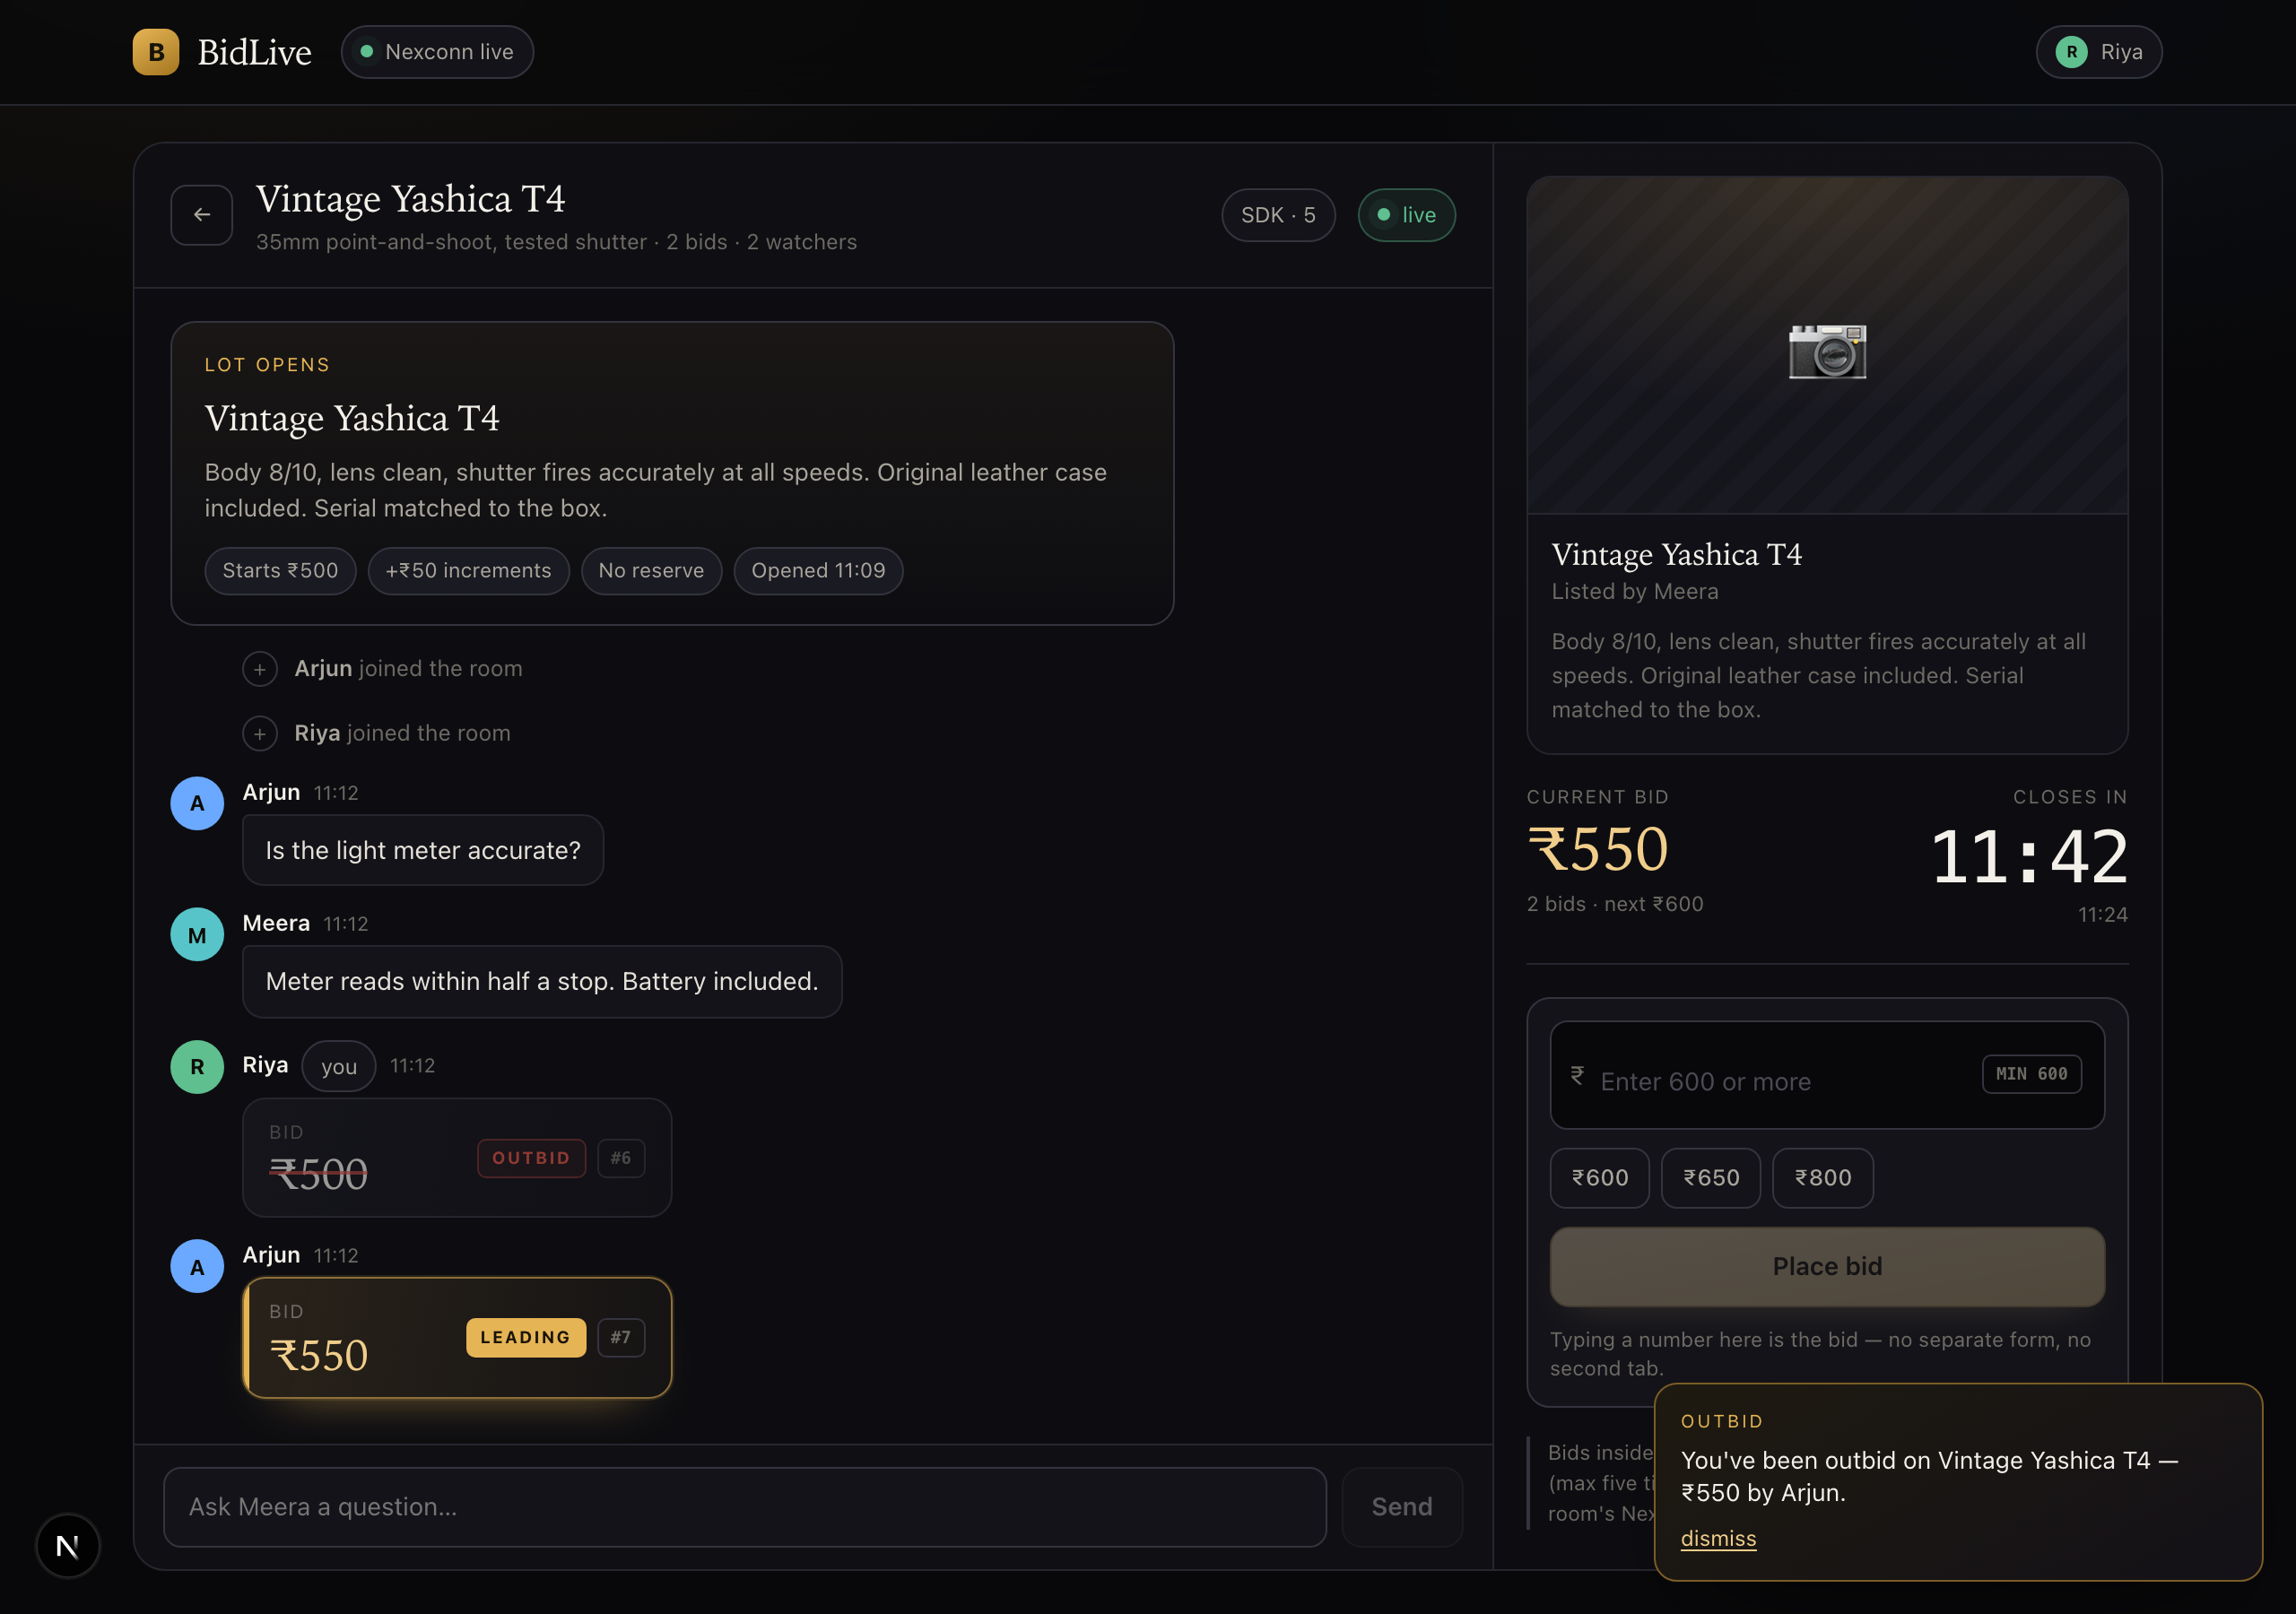 B BidLive Nexconn live
R Riya
←
Vintage Yashica T4
35mm point-and-shoot, tested shutter · 2 bids · 2 watchers
SDK · 5
live
LOT OPENS
Vintage Yashica T4
Body 8/10, lens clean, shutter fires accurately at all speeds. Original leather case
included. Serial matched to the box.
Starts ₹500 +₹50 increments No reserve Opened 11:09
+ Arjun joined the room
+ Riya joined the room
A Arjun 11:12
Is the light meter accurate?
M Meera 11:12
Meter reads within half a stop. Battery included.
R Riya you 11:12
BID
₹500 OUTBID #6
A Arjun 11:12
BID
₹550 LEADING #7
Ask Meera a question...
Send
Vintage Yashica T4
Listed by Meera
Body 8/10, lens clean, shutter fires accurately at all
speeds. Original leather case included. Serial
matched to the box.
CURRENT BID
₹550
2 bids · next ₹600
CLOSES IN
11:42
11:24
₹ Enter 600 or more MIN 600
₹600 ₹650 ₹800
Place bid
Typing a number here is the bid — no separate form, no
second tab.
Bids inside
(max five
room's
OUTBID
You've been outbid on Vintage Yashica T4 —
₹550 by Arjun.
dismiss
N